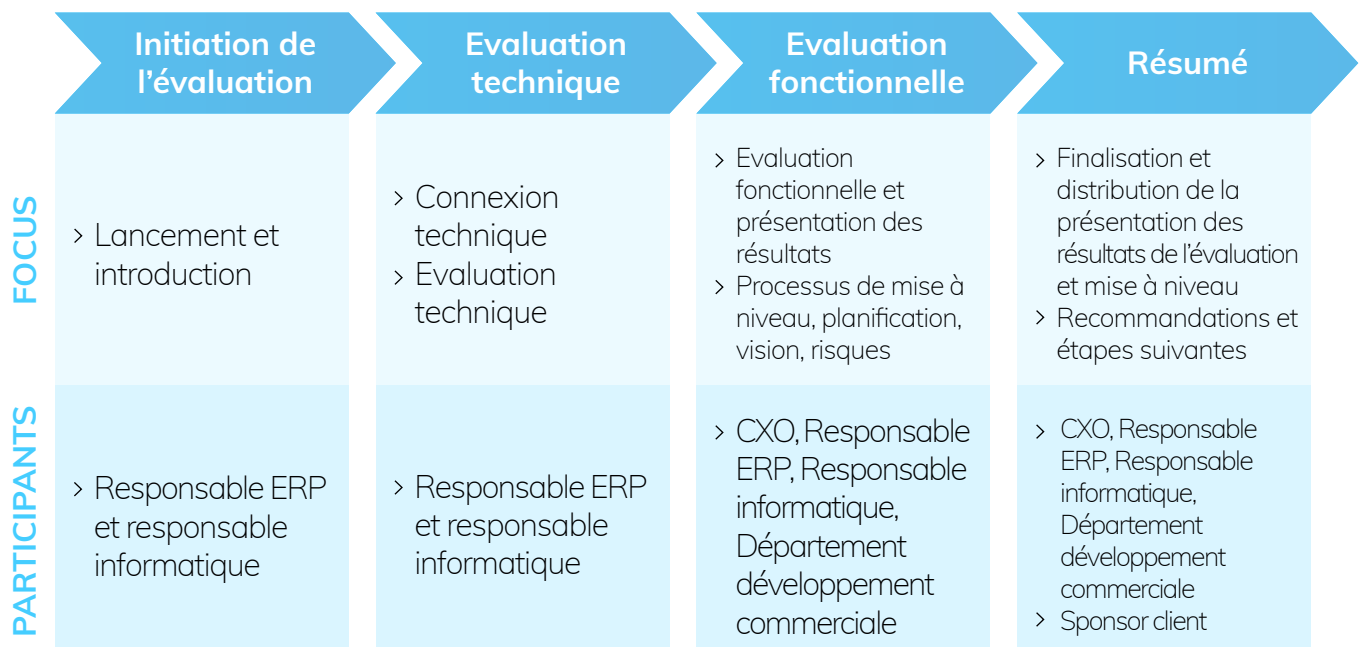 Initiation de
l’évaluation
Evaluation
technique
Evaluation
fonctionnelle
Résumé
FOCUS
> Lancement et
introduction
> Connexion
technique
> Evaluation
technique
> Evaluation
fonctionnelle et
présentation des
résultats
> Processus de mise à
niveau, planification,
vision, risques
> Finalisation et
distribution de la
présentation des
résultats de l’évaluation
et mise à niveau
> Recommandations et
étapes suivantes
PARTICIPANTS
> Responsable ERP
et responsable
informatique
> Responsable ERP
et responsable
informatique
> CXO, Responsable
ERP, Responsable
informatique,
Département
développement
commerciale
> CXO, Responsable
ERP, Responsable
informatique,
Département
développement
commerciale
> Sponsor client